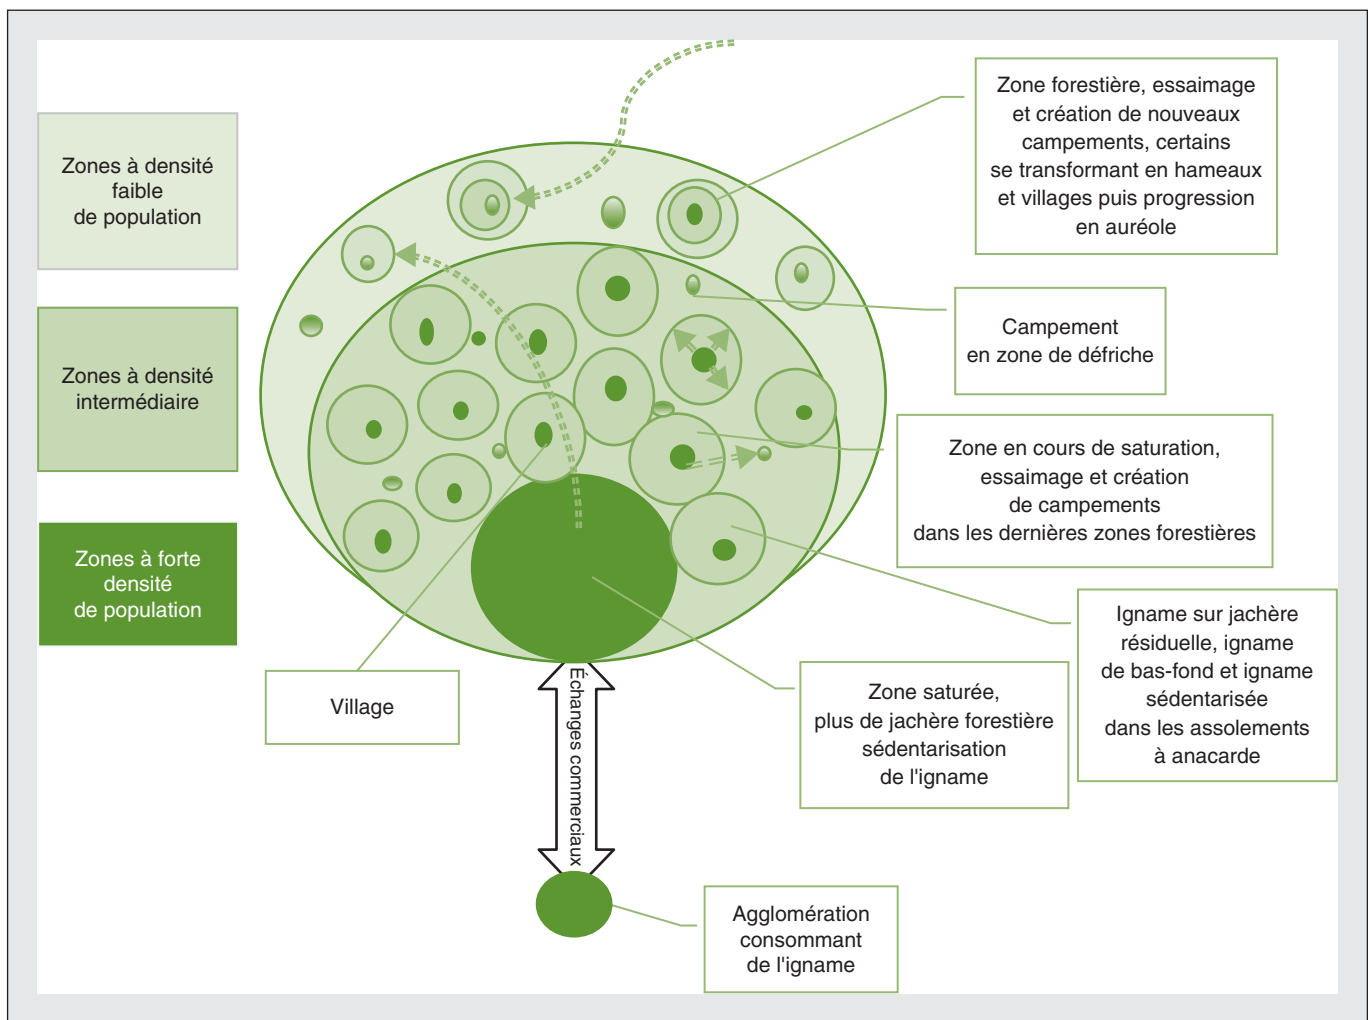 Zones à densité
faible
de population
Zones à densité
intermédiaire
Zones à forte
densité
de population
Zone forestière, essaimage
et création de nouveaux
campements, certains
se transformant en hameaux
et villages puis progression
en auréole
Campement
en zone de défriche
Zone en cours de saturation,
essaimage et création
de campements
dans les dernières zones forestières
Igname sur jachère
résiduelle, igname
de bas-fond et igname
sédentarisée
dans les assolements
à anacarde
Zone saturée,
plus de jachère forestière
sédentarisation
de l'igname
Village
Échanges commerciaux
Agglomération
consommant
de l'igname